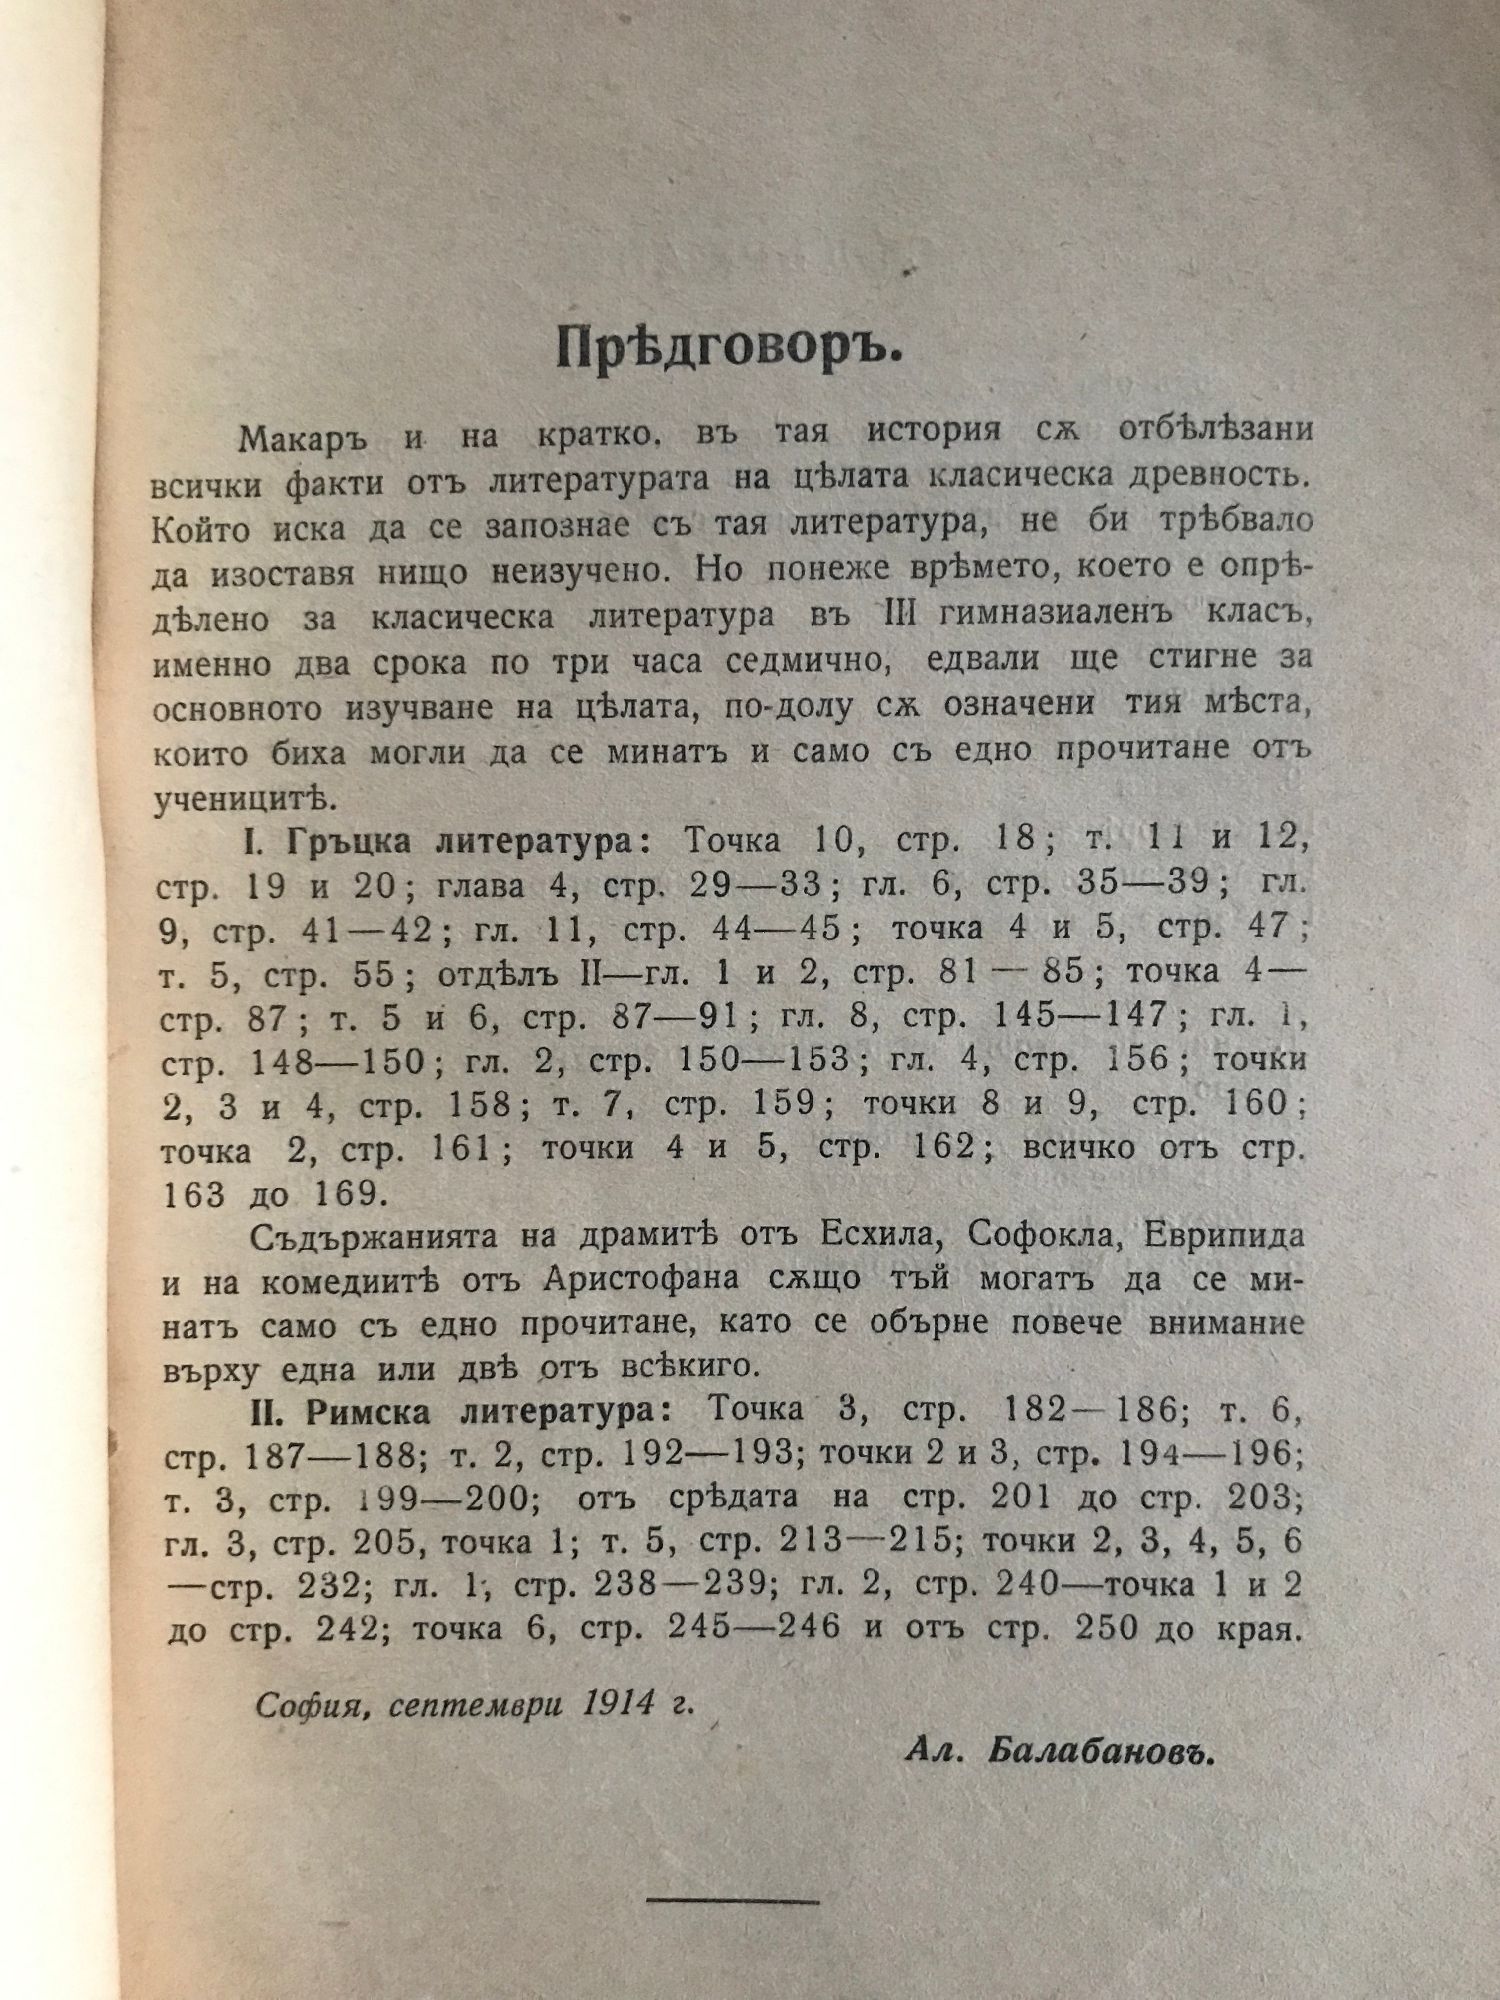 Прѣдговоръ.
Макаръ и на кратко. въ тая история сѫ отбѣлѣзани
всички факти отъ литературата на цѣлата класическа древность.
Който иска да се запознае съ тая литература, не би трѣбвало
да изоставя нищо неизучено. Но понеже врѣмето, което е опрѣ-
дѣлено за класическа литература въ III гимназиаленъ класъ,
именно два срока по три часа седмично, едвали ще стигне за
основното изучване на цѣлата, по-долу сѫ означени тия мѣста,
които биха могли да се минатъ и само съ едно прочитане отъ
ученицитѣ.
I. Гръцка литература: Точка 10, стр. 18; т. 11 и 12,
стр. 19 и 20; глава 4, стр. 29—33; гл. 6, стр. 35—39; гл.
9, стр. 41—42; гл. 11, стр. 44—45; точка 4 и 5, стр. 47;
т. 5, стр. 55; отдѣлъ II—гл. 1 и 2, стр. 81—85; точка 4—
стр. 87; т. 5 и 6, стр. 87—91; гл. 8, стр. 145—147; гл. 1,
стр. 148—150; гл. 2, стр. 150—153; гл. 4, стр. 156; точки
2, 3 и 4, стр. 158; т. 7, стр. 159; точки 8 и 9, стр. 160;
точка 2, стр. 161; точки 4 и 5, стр. 162; всичко отъ стр.
163 до 169.
Съдържанията на драмитѣ отъ Есхила, Софокла, Еврипида
и на комедиитѣ отъ Аристофана сѫщо тъй могатъ да се ми-
натъ само съ едно прочитане, като се обърне повече внимание
върху една или двѣ отъ всѣкиго.
II. Римска литература: Точка 3, стр. 182—186; т. 6,
стр. 187—188; т. 2, стр. 192—193; точки 2 и 3, стр. 194—196;
т. 3, стр. 199—200; отъ срѣдата на стр. 201 до стр. 203;
гл. 3, стр. 205, точка 1; т. 5, стр. 213—215; точки 2, 3, 4, 5, 6
—стр. 232; гл. 1, стр. 238—239; гл. 2, стр. 240—точка 1 и 2
до стр. 242; точка 6, стр. 245—246 и отъ стр. 250 до края.
София, септември 1914 г.
Ал. Балабановъ.